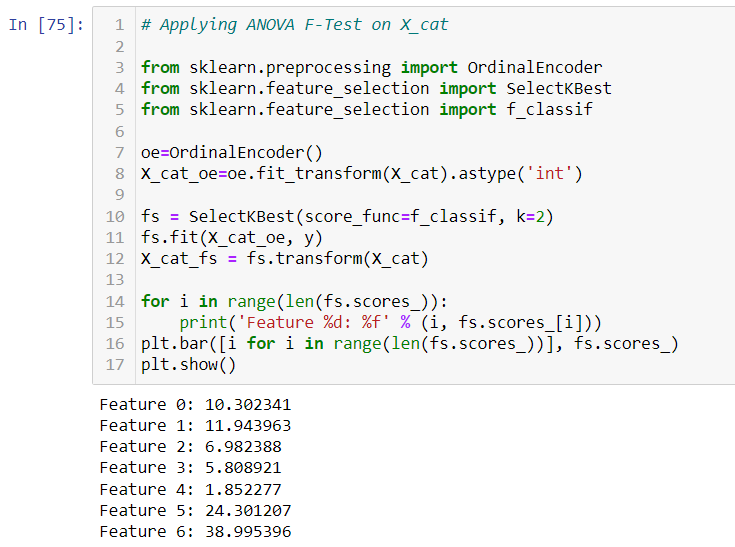 In [75]:
1 # Applying ANOVA F-Test on X_cat
2
3 from sklearn.preprocessing import OrdinalEncoder
4 from sklearn.feature_selection import SelectKBest
5 from sklearn.feature_selection import f_classif
6
7 oe=OrdinalEncoder()
8 X_cat_oe=oe.fit_transform(X_cat).astype('int')
9
10 fs = SelectKBest(score_func=f_classif, k=2)
11 fs.fit(X_cat_oe, y)
12 X_cat_fs = fs.transform(X_cat)
13
14 for i in range(len(fs.scores_)):
15     print('Feature %d: %f' % (i, fs.scores_[i]))
16 plt.bar([i for i in range(len(fs.scores_))], fs.scores_)
17 plt.show()
Feature 0: 10.302341
Feature 1: 11.943963
Feature 2: 6.982388
Feature 3: 5.808921
Feature 4: 1.852277
Feature 5: 24.301207
Feature 6: 38.995396